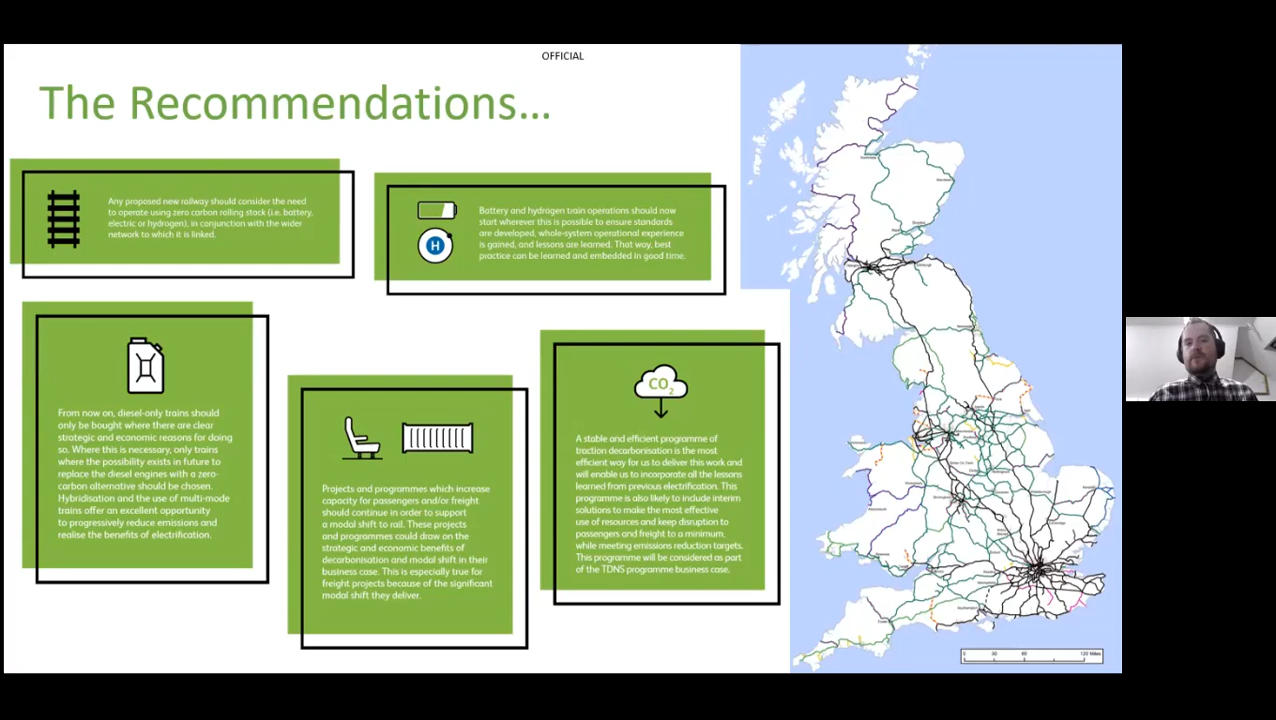 OFFICIAL
The Recommendations...
Any proposed new railway should consider the need
to operate using zero carbon rolling stock (i.e. battery,
electric or hydrogen), in conjunction with the wider
network to which it is linked.
H
Battery and hydrogen train operations should now
start wherever this is possible to ensure standards
are developed, whole-system operational experience
is gained, and lessons are learned. That way, best
practice can be learned and embedded in good time.
From now on, diesel-only trains should
only be bought where there are clear
strategic and economic reasons for doing
so. Where this is necessary, only trains
where the possibility exists in future to
replace the diesel engines with a zero-
carbon alternative should be chosen.
Hybridisation and the use of multi-mode
trains offer an excellent opportunity
to progressively reduce emissions and
realise the benefits of electrification.
Projects and programmes which increase
capacity for passengers and/or freight
should continue in order to support
a modal shift to rail. These projects
and programmes could draw on the
strategic and economic benefits of
decarbonisation and modal shift in their
business case. This is especially true for
freight projects because of the significant
modal shift they deliver.
CO2
A stable and efficient programme of
traction decarbonisation is the most
efficient way for us to deliver this work and
will enable us to incorporate all the lessons
learned from previous electrification. This
programme is also likely to include interim
solutions to make the most effective
use of resources and keep disruption to
passengers and freight to a minimum,
while meeting emissions reduction targets.
This programme will be considered as part
of the TDNS programme business case.
Edinburgh
Southampton
0 30 60 120 Miles